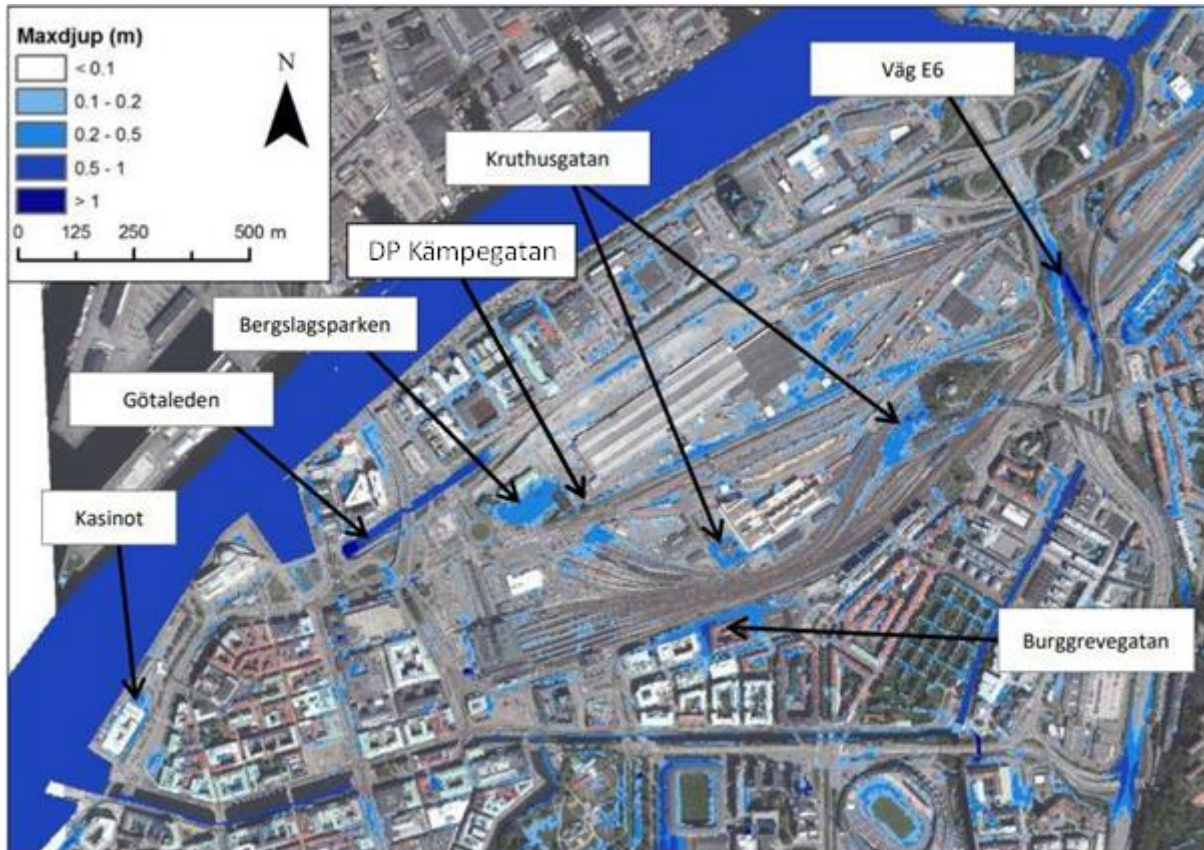 Maxdjup (m)
< 0.1
0.1 - 0.2
0.2 - 0.5
0.5 - 1
> 1
N
0 125 250 500 m
Väg E6
Kruthusgatan
DP Kämpegatan
Bergslagsparken
Götaleden
Kasinot
Burggrevegatan